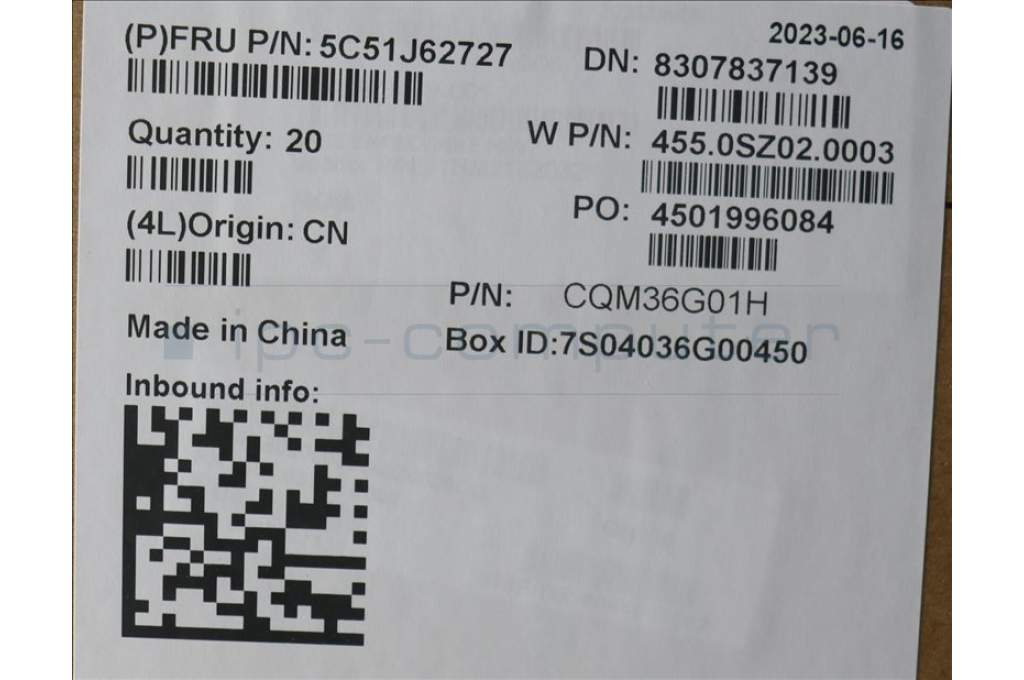 2023-06-16
(P)FRU P/N: 5C51J62727
DN: 8307837139
Quantity: 20
W P/N: 455.0SZ02.0003
(4L)Origin: CN
PO: 4501996084
P/N: CQM36G01H
Made in China
Box ID:7S04036G00450
ipc-computer
Inbound info: